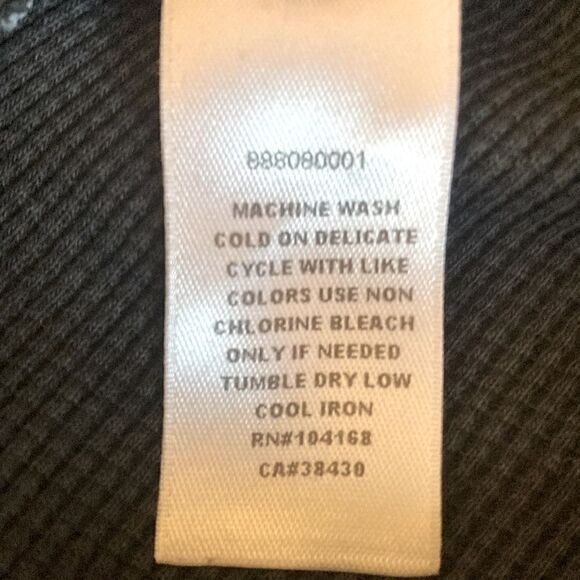 888080001
MACHINE WASH
COLD ON DELICATE
CYCLE WITH LIKE
COLORS USE NON
CHLORINE BLEACH
ONLY IF NEEDED
TUMBLE DRY LOW
COOL IRON
RN#104168
CA#38430